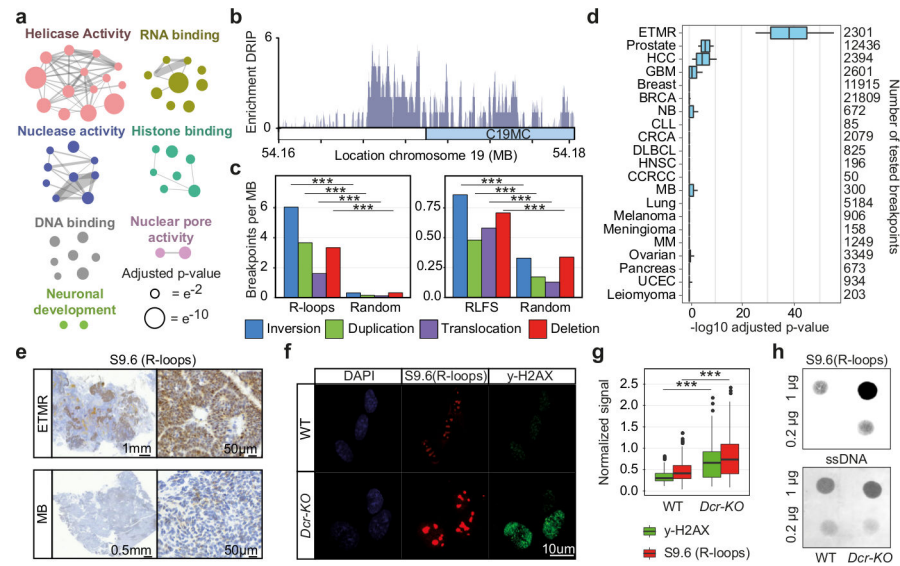 a
Helicase Activity
RNA binding
Nuclease activity
Histone binding
DNA binding
Nuclear pore
activity
Adjusted p-value
= e-2
= e-10
Neuronal
development
b
Enrichment DRIP
6
0
C19MC
54.16
Location chromosome 19 (MB)
54.18
c
Breakpoints per MB
6
4
2
0
***
***
***
***
R-loops
Random
0.75
0.50
0.25
0.0
***
***
***
***
RLFS
Random
Inversion
Duplication
Translocation
Deletion
d
ETMR
2301
Prostate
12436
HCC
2394
GBM
2601
Breast
11915
BRCA
21809
NB
672
CLL
85
CRCA
2079
DLBCL
825
HNSC
196
CCRCC
50
MB
300
Lung
5184
Melanoma
906
Meningioma
158
MM
1249
Ovarian
3349
Pancreas
673
UCEC
934
Leiomyoma
203
0
20
40
-log10 adjusted p-value
Number of tested breakpoints
e
S9.6 (R-loops)
ETMR
1mm
50µm
MB
0.5mm
50µm
f
DAPI
S9.6(R-loops)
y-H2AX
WT
Dcr-KO
10um
g
Normalized signal
2.5
2.0
1.5
1.0
0.5
0.0
***
***
WT
Dcr-KO
y-H2AX
S9.6 (R-loops)
h
S9.6(R-loops)
1 µg
0.2 µg
ssDNA
1 µg
0.2 µg
WT
Dcr-KO